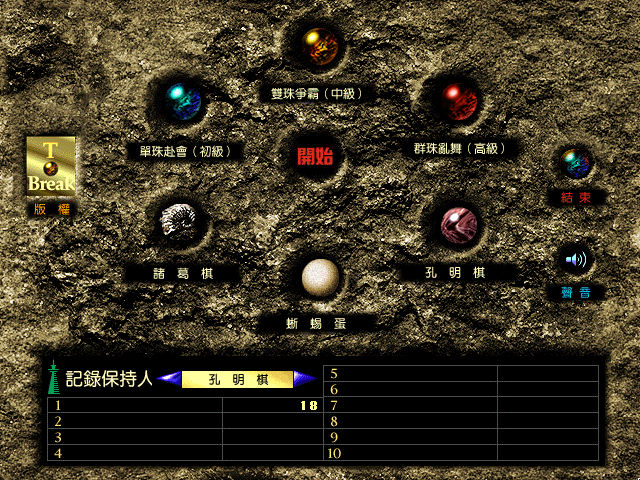 雙珠爭霸（中級）
單珠赴會（初級）
群珠亂舞（高級）
開始
T
Break
版 權
結 束
諸 葛 棋
孔 明 棋
聲 音
蜥 蜴 蛋
記錄保持人
孔 明 棋
1 18
2
3
4
5
6
7
8
9
10